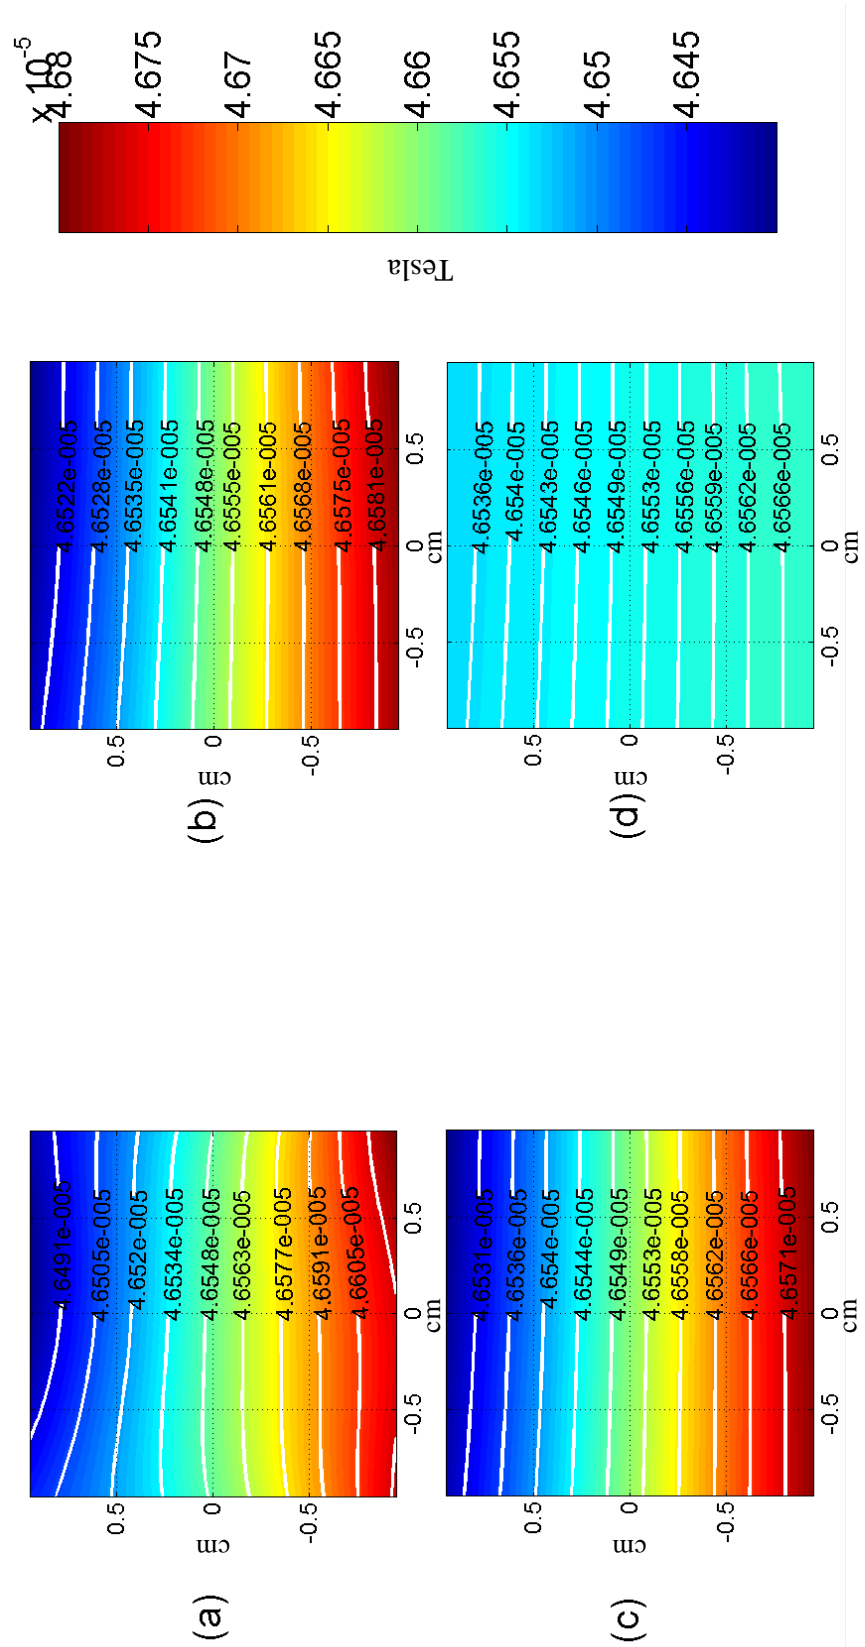 (a)
cm
0.5
0
-0.5
4.6491e-005
4.6505e-005
4.652e-005
4.6534e-005
4.6548e-005
4.6563e-005
4.6577e-005
4.6591e-005
4.6605e-005
-0.5
0
0.5
cm
(b)
cm
0.5
0
-0.5
4.6522e-005
4.6528e-005
4.6535e-005
4.6541e-005
4.6548e-005
4.6555e-005
4.6561e-005
4.6568e-005
4.6575e-005
4.6581e-005
-0.5
0
0.5
cm
(c)
cm
0.5
0
-0.5
4.6531e-005
4.6536e-005
4.654e-005
4.6544e-005
4.6549e-005
4.6553e-005
4.6558e-005
4.6562e-005
4.6566e-005
4.6571e-005
-0.5
0
0.5
cm
(d)
cm
0.5
0
-0.5
4.6536e-005
4.654e-005
4.6543e-005
4.6546e-005
4.6549e-005
4.6553e-005
4.6556e-005
4.6559e-005
4.6562e-005
4.6566e-005
-0.5
0
0.5
cm
Tesla
x 10⁻⁵
4.68
4.675
4.67
4.665
4.66
4.655
4.65
4.645